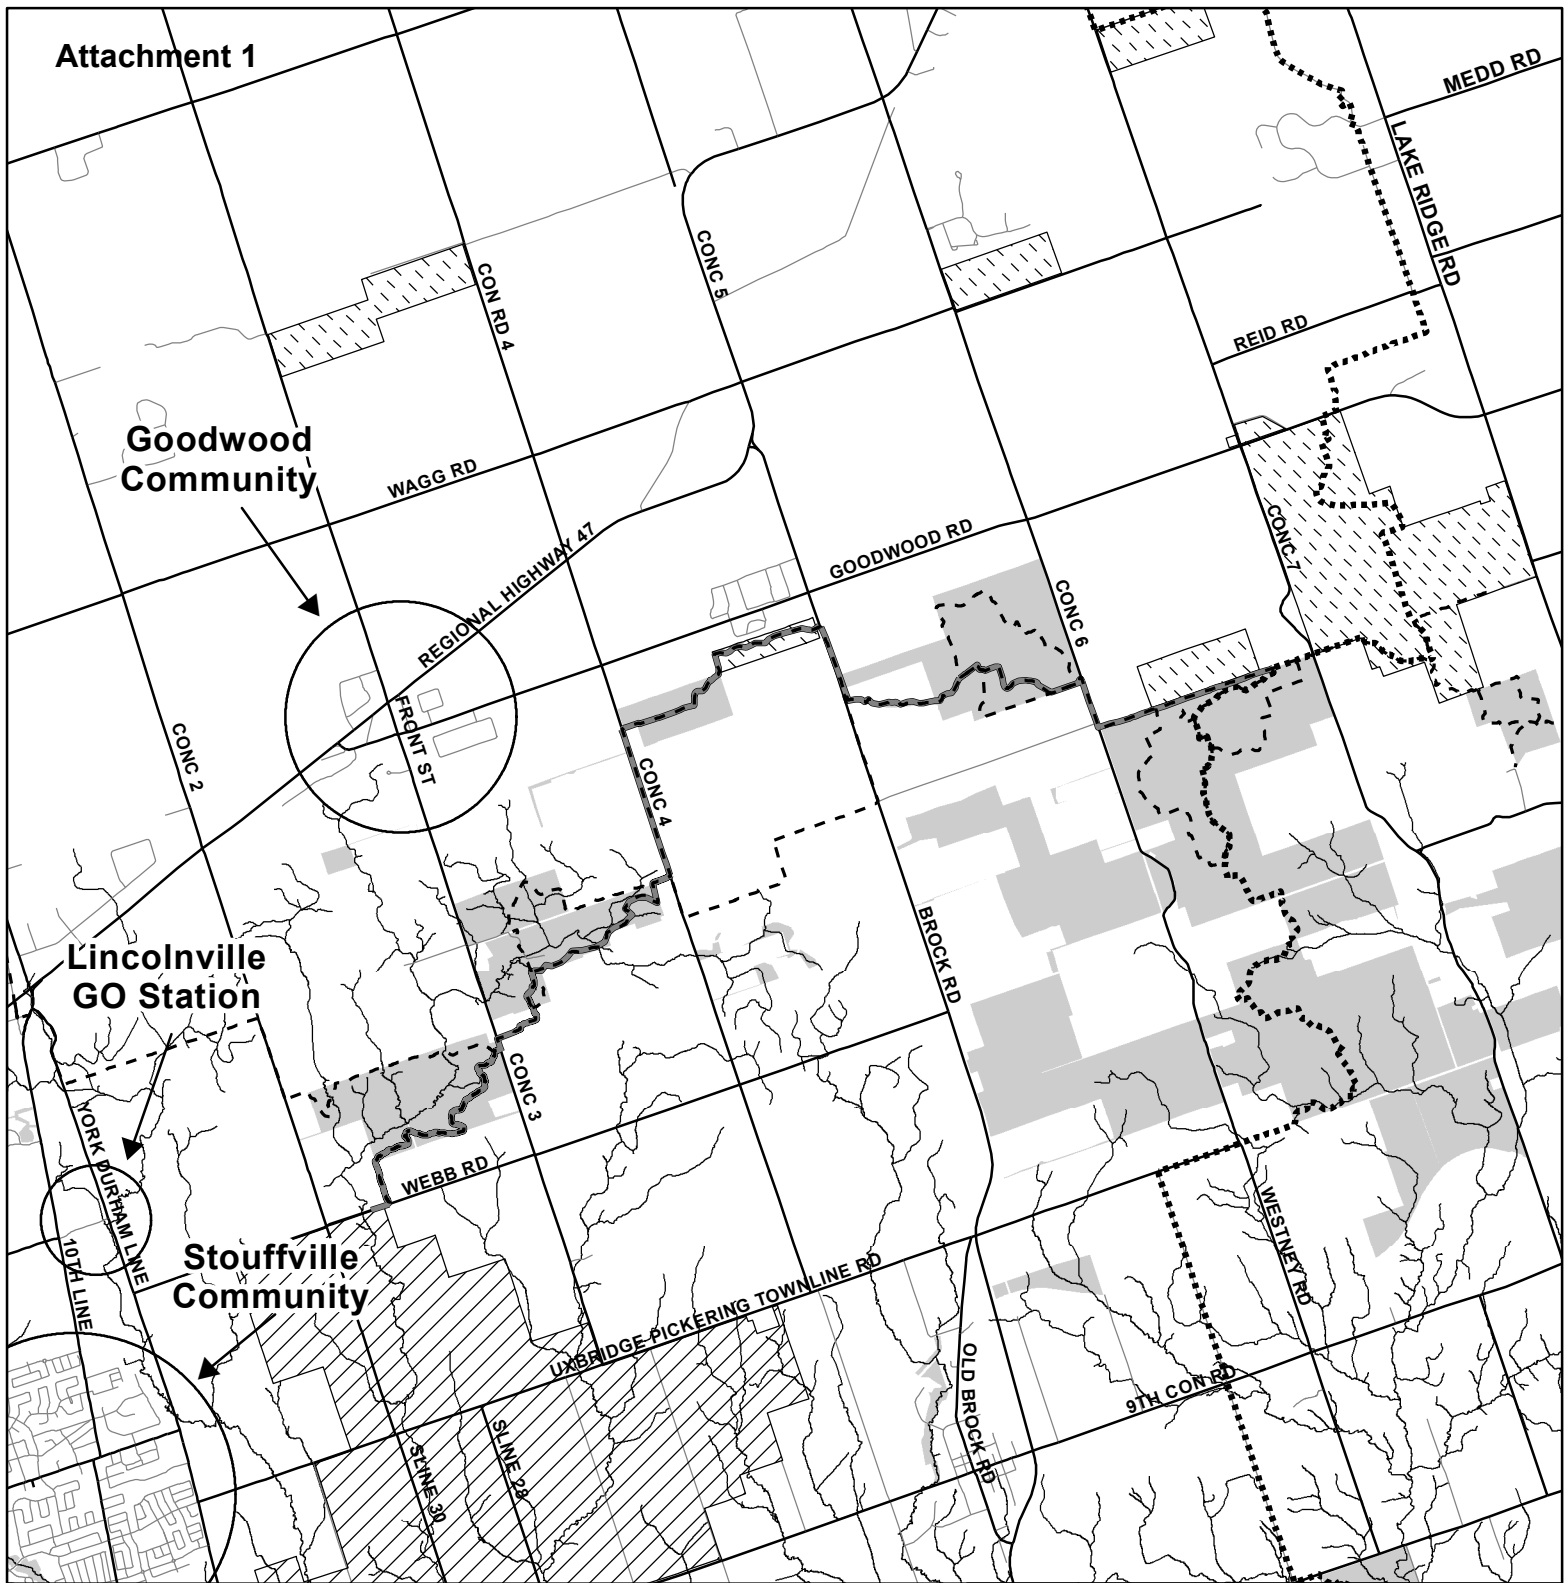 Attachment 1
MEDD RD
LAKE RIDGE RD
CONC 5
CON RD 4
REID RD
Goodwood
Community
WAGG RD
REGIONAL HIGHWAY 47
GOODWOOD RD
CONC 7
CONC 6
FRONT ST
CONC 2
CONC 4
BROCK RD
Lincolnville
GO Station
CONC 3
YORK DURHAM LINE
WEBB RD
WESTNEY RD
10TH LINE
Stouffville
Community
UXBRIDGE PICKERING TOWNLINE RD
OLD BROCK RD
9TH CON RD
SLINE 30
SLINE 28